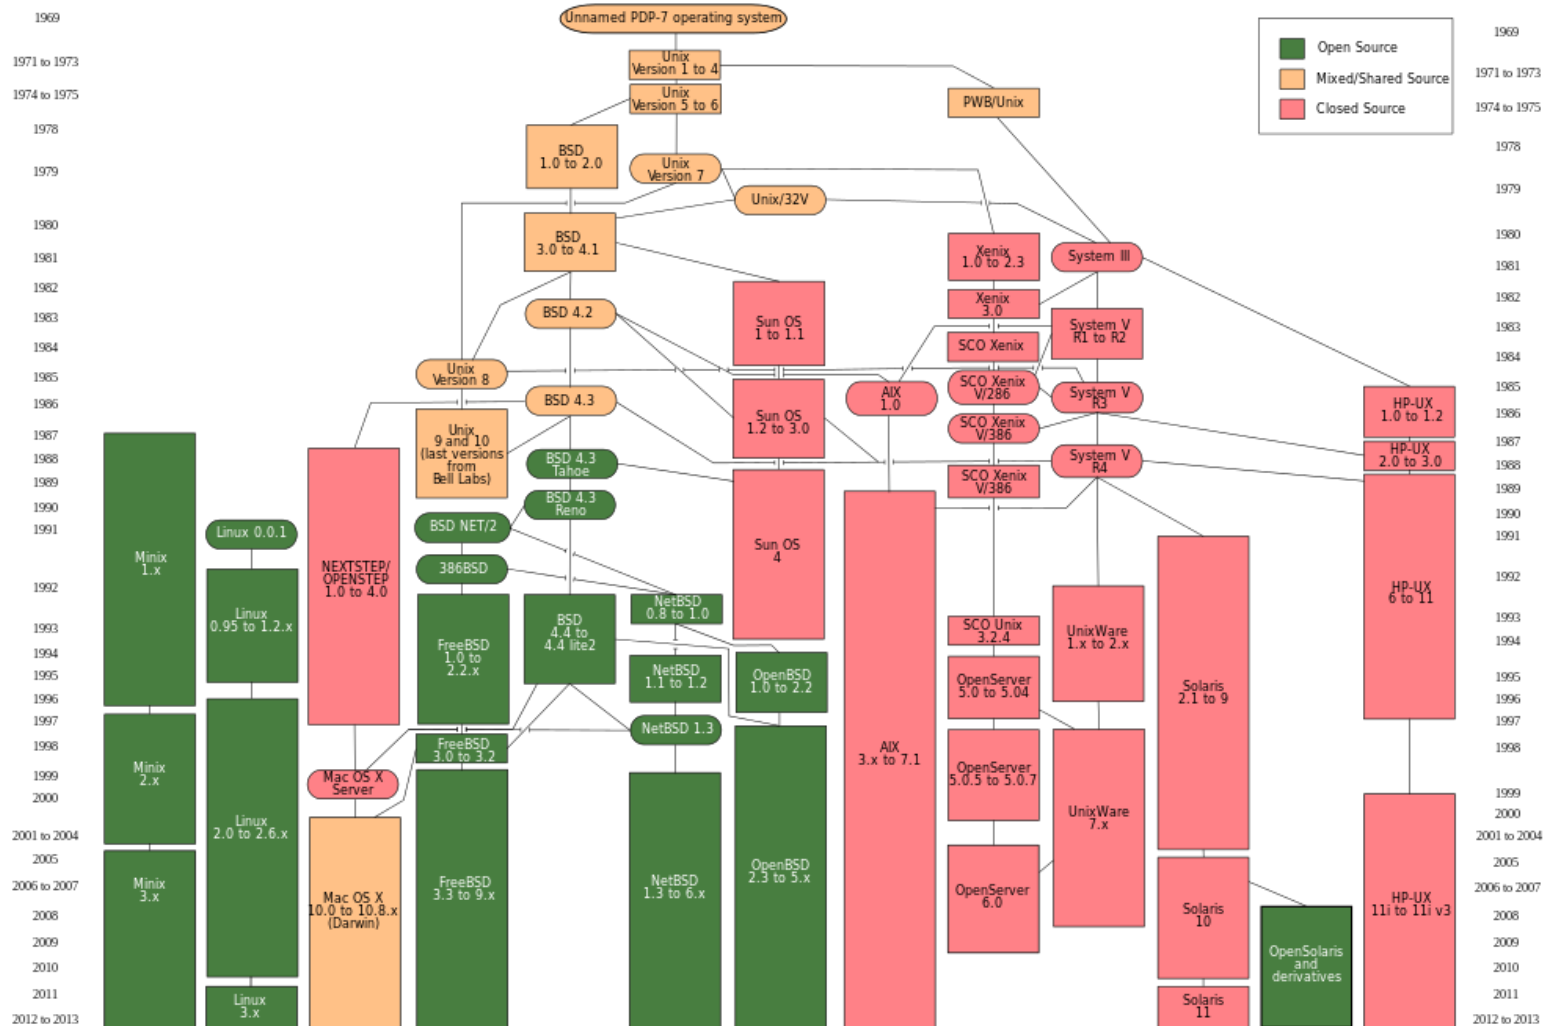 Unnamed PDP-7 operating system
1969
1969
Open Source
Mixed/Shared Source
Closed Source
Unix
Version 1 to 4
1971 to 1973
1971 to 1973
Unix
Version 5 to 6
PWB/Unix
1974 to 1975
1974 to 1975
1978
BSD
1.0 to 2.0
1978
1979
Unix
Version 7
Unix/32V
1979
1980
BSD
3.0 to 4.1
1980
1981
Xenix
1.0 to 2.3
System III
1981
1982
Xenix
3.0
1982
1983
BSD 4.2
Sun OS
1 to 1.1
System V
R1 to R2
1983
1984
SCO Xenix
1984
1985
Unix
Version 8
SCO Xenix
V/286
1985
1986
BSD 4.3
AIX
1.0
System V
R3
HP-UX
1.0 to 1.2
1986
Sun OS
1.2 to 3.0
SCO Xenix
V/386
1987
Unix
9 and 10
(last versions
from
Bell Labs)
1987
1988
BSD 4.3
Tahoe
System V
R4
HP-UX
2.0 to 3.0
1988
1989
SCO Xenix
V/386
1989
1990
BSD 4.3
Reno
1990
1991
Linux 0.0.1
BSD NET/2
1991
Minix
1.x
NEXTSTEP/
OPENSTEP
1.0 to 4.0
386BSD
Sun OS
4
1992
1992
HP-UX
6 to 11
Linux
0.95 to 1.2.x
NetBSD
0.8 to 1.0
1993
BSD
4.4 to
4.4 lite2
SCO Unix
3.2.4
UnixWare
1.x to 2.x
1993
1994
FreeBSD
1.0 to
2.2.x
1994
1995
NetBSD
1.1 to 1.2
OpenBSD
1.0 to 2.2
OpenServer
5.0 to 5.04
Solaris
2.1 to 9
1995
1996
1996
1997
NetBSD 1.3
1997
1998
FreeBSD
3.0 to 3.2
AIX
3.x to 7.1
1998
1999
Minix
2.x
Mac OS X
Server
OpenServer
5.0.5 to 5.0.7
1999
2000
2000
2001 to 2004
Linux
2.0 to 2.6.x
UnixWare
7.x
2001 to 2004
2005
2005
2006 to 2007
Minix
3.x
FreeBSD
3.3 to 9.x
NetBSD
1.3 to 6.x
OpenBSD
2.3 to 5.x
OpenServer
6.0
2006 to 2007
2008
Mac OS X
10.0 to 10.8.x
(Darwin)
Solaris
10
HP-UX
11i to 11i v3
2008
2009
2009
2010
OpenSolaris
and
derivatives
2010
2011
Linux
3.x
Solaris
11
2011
2012 to 2013
2012 to 2013